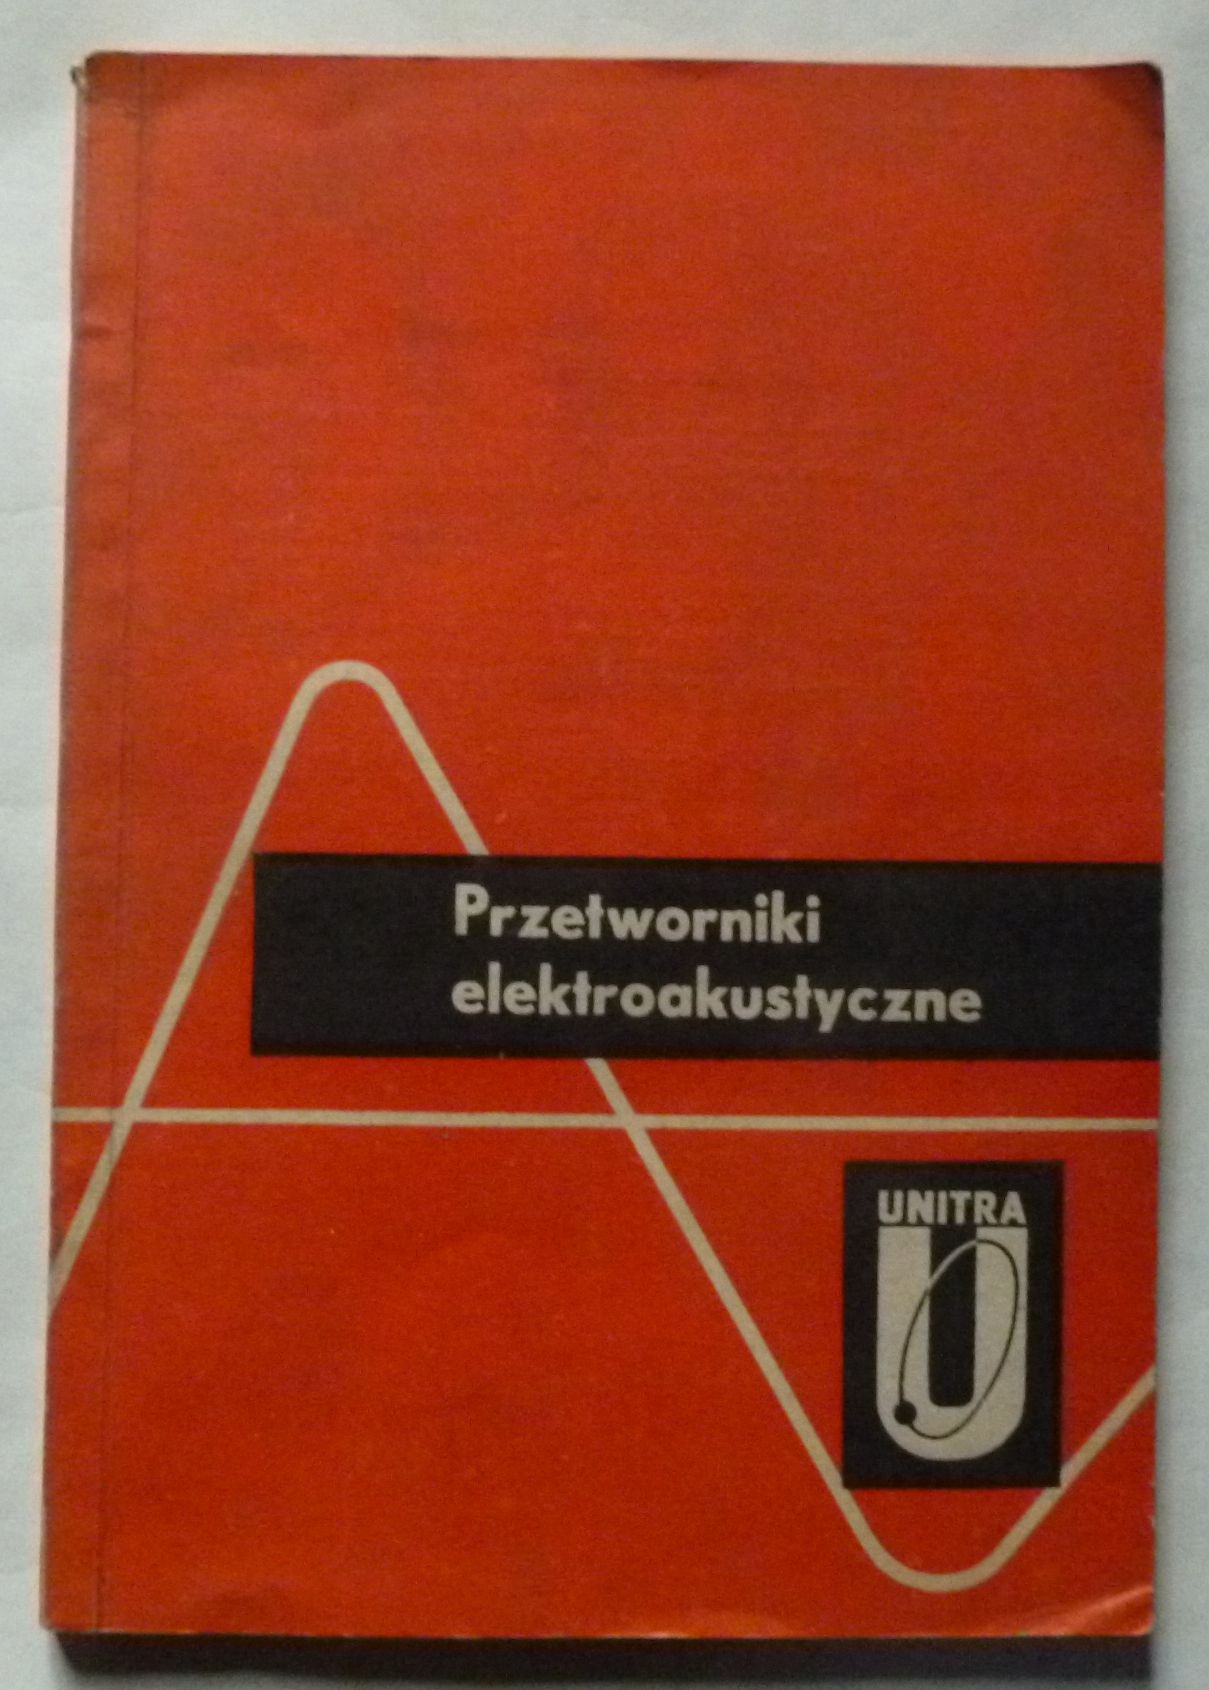 Przetworniki
elektroakustyczne
UNITRA
U